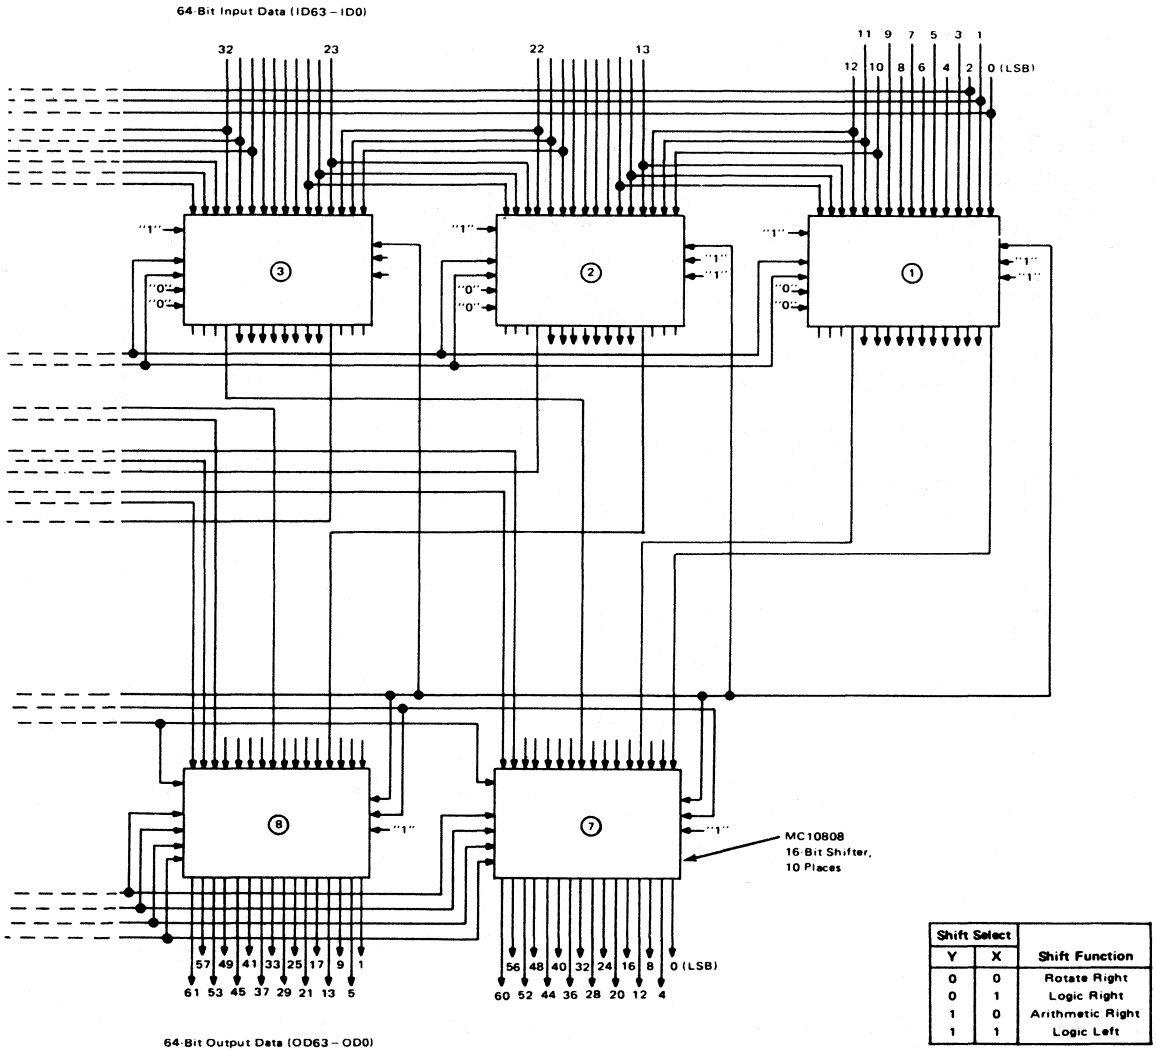 64-Bit Input Data (ID63 – ID0)
11 9 7 5 3 1
32 23 22 13 12 10 8 6 4 2 0 (LSB)
"1" "1" "1"
"1" "1"
3 2 1
"1" "1"
"0" "0" "0"
"0" "0" "0"
8 7
"1" "1"
MC10808
16-Bit Shifter,
10 Places
57 49 41 33 25 17 9 1 56 48 40 32 24 16 8 0 (LSB)
61 53 45 37 29 21 13 5 60 52 44 36 28 20 12 4
64-Bit Output Data (OD63 – OD0)
Shift Select
Y X Shift Function
0 0 Rotate Right
0 1 Logic Right
1 0 Arithmetic Right
1 1 Logic Left